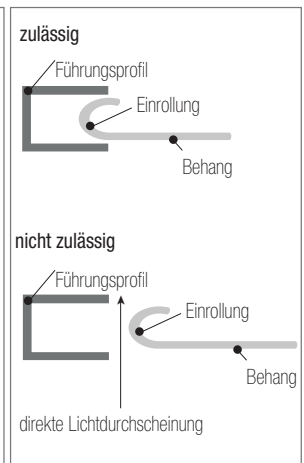 zulässig
Führungsprofil
Einrollung
Behang
nicht zulässig
Führungsprofil
Einrollung
Behang
direkte Lichtdurchscheinung